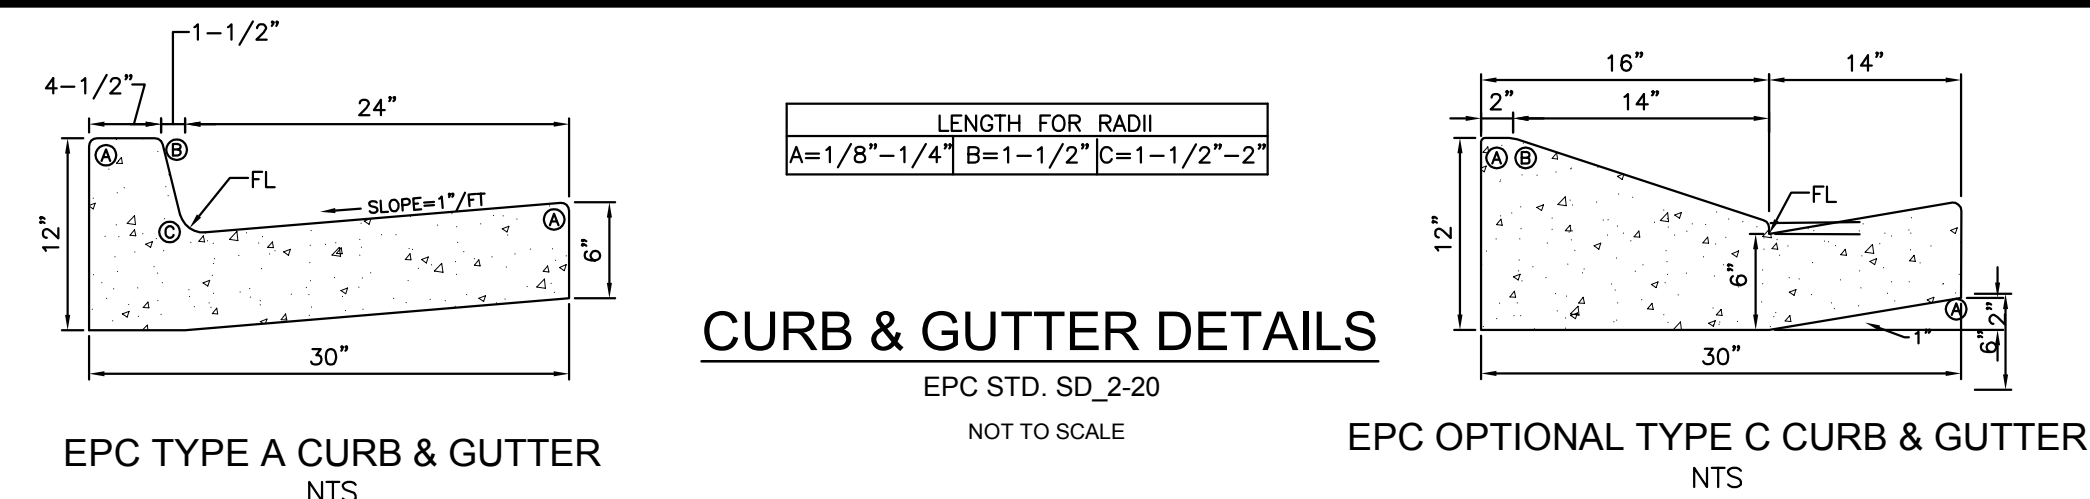 1-1/2"
4-1/2"
24"
A
B
FL
SLOPE=1"/FT
A
C
12"
6"
30"
EPC TYPE A CURB & GUTTER
NTS
LENGTH FOR RADII
A=1/8"-1/4" B=1-1/2" C=1-1/2"-2"
CURB & GUTTER DETAILS
EPC STD. SD_2-20
NOT TO SCALE
16" 14"
2" 14"
A B
FL
12"
6"
A
2"
1"
6"
30"
EPC OPTIONAL TYPE C CURB & GUTTER
NTS